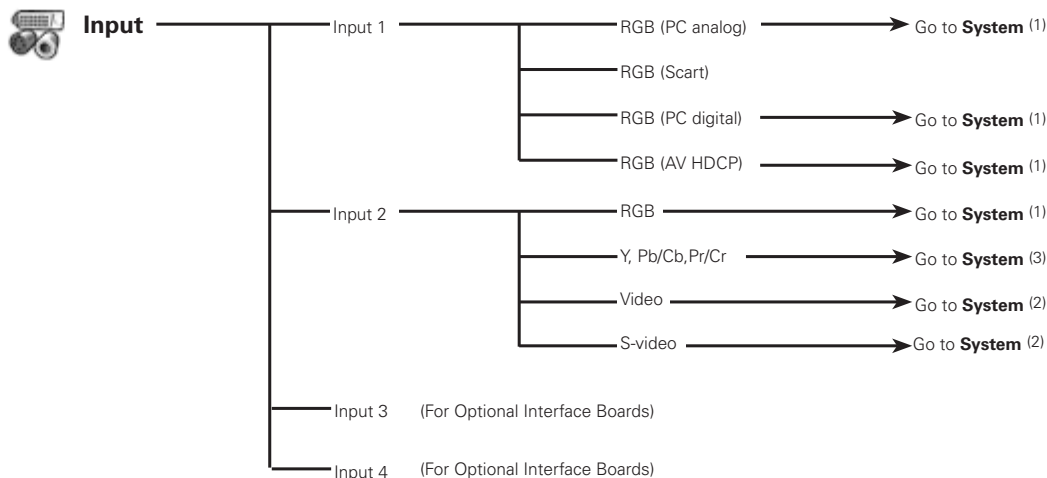 Input
Input 1
RGB (PC analog)
Go to System (1)
RGB (Scart)
RGB (PC digital)
Go to System (1)
RGB (AV HDCP)
Go to System (1)
Input 2
RGB
Go to System (1)
Y, Pb/Cb,Pr/Cr
Go to System (3)
Video
Go to System (2)
S-video
Go to System (2)
Input 3 (For Optional Interface Boards)
Input 4 (For Optional Interface Boards)